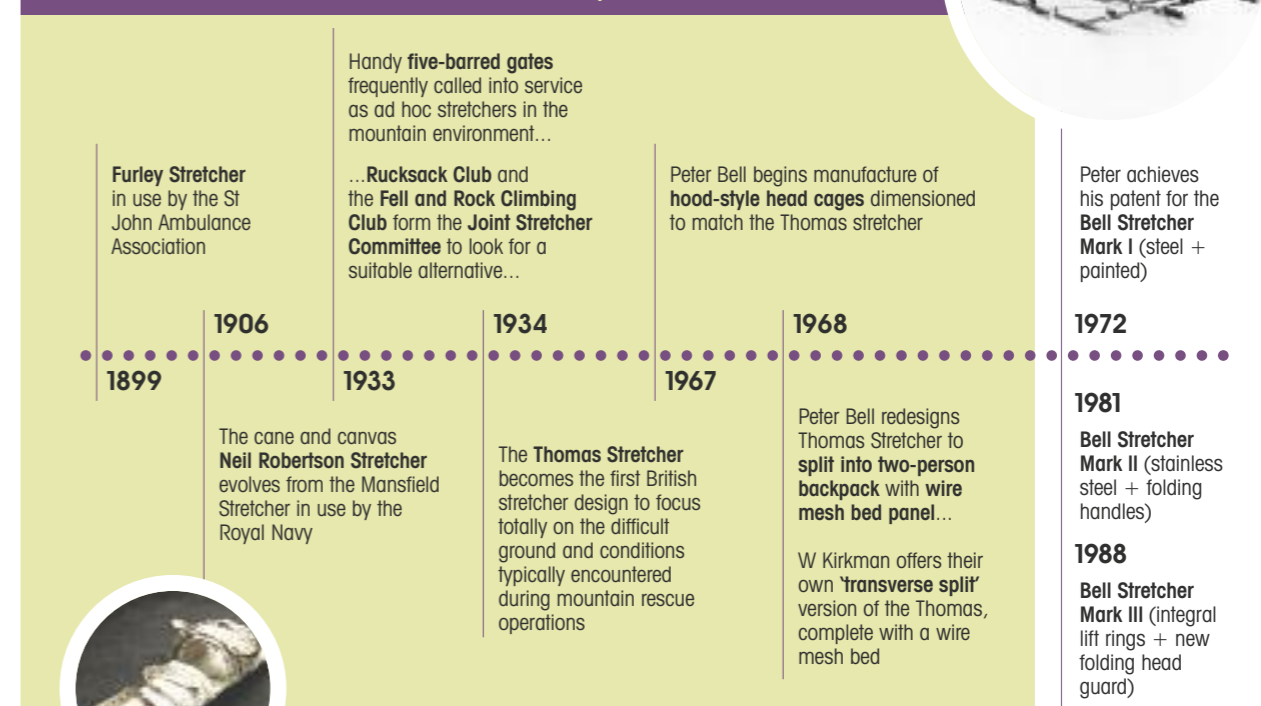 Handy five-barred gates
frequently called into service
as ad hoc stretchers in the
mountain environment…
Furley Stretcher
in use by the St
John Ambulance
Association
…Rucksack Club and
the Fell and Rock Climbing
Club form the Joint Stretcher
Committee to look for a
suitable alternative…
Peter Bell begins manufacture of
hood-style head cages dimensioned
to match the Thomas stretcher
Peter achieves
his patent for the
Bell Stretcher
Mark I (steel +
painted)
1906
1934
1968
1972
1899
1933
1967
The cane and canvas
Neil Robertson Stretcher
evolves from the Mansfield
Stretcher in use by the
Royal Navy
The Thomas Stretcher
becomes the first British
stretcher design to focus
totally on the difficult
ground and conditions
typically encountered
during mountain rescue
operations
Peter Bell redesigns
Thomas Stretcher to
split into two-person
backpack with wire
mesh bed panel…
W Kirkman offers their
own ‘transverse split’
version of the Thomas,
complete with a wire
mesh bed
1981
Bell Stretcher
Mark II (stainless
steel + folding
handles)
1988
Bell Stretcher
Mark III (integral
lift rings + new
folding head
guard)